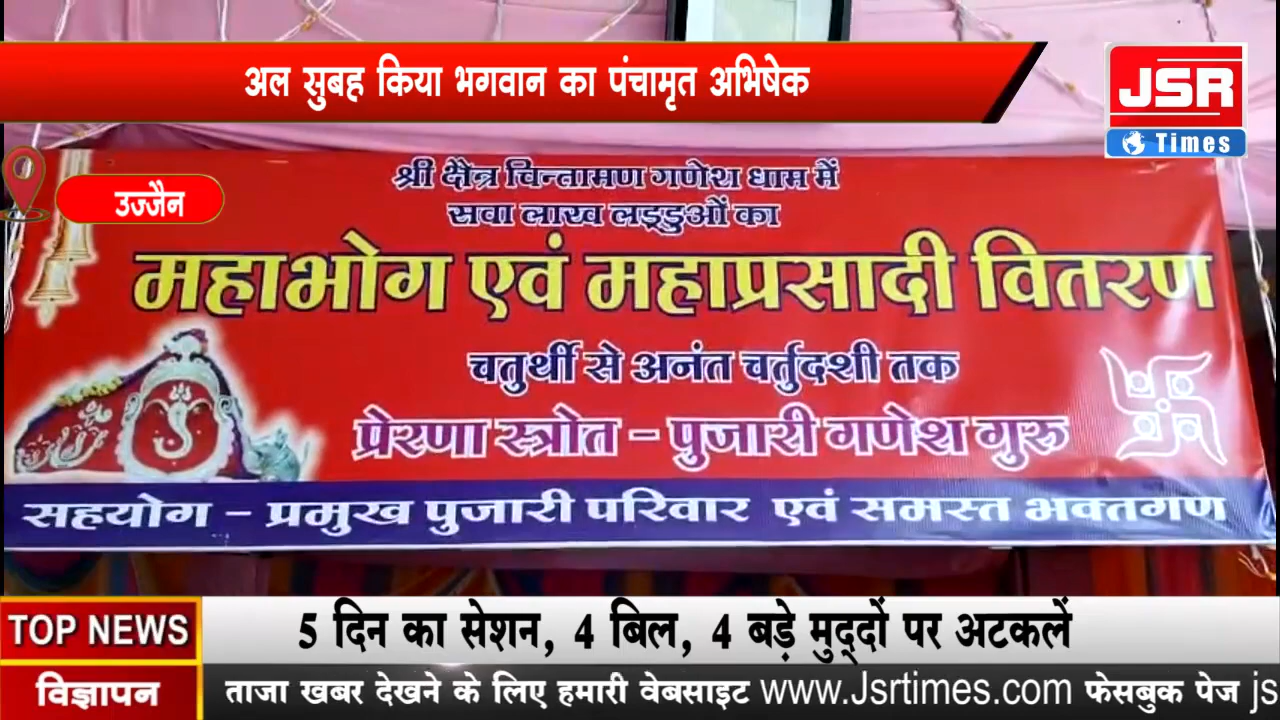 अल सुबह किया भगवान का पंचामृत अभिषेक
JSR
Times
उज्जैन
श्री क्षैत्र चिन्तामण गणेश धाम में
सवा लाख लड्डुओं का
महाभोग एवं महाप्रसादी वितरण
चतुर्थी से अनंत चर्तुदशी तक
प्रेरणा स्त्रोत - पुजारी गणेश गुरु
सहयोग - प्रमुख पुजारी परिवार एवं समस्त भक्तगण
TOP NEWS
5 दिन का सेशन, 4 बिल, 4 बड़े मुद्दों पर अटकलें
विज्ञापन
ताजा खबर देखने के लिए हमारी वेबसाइट www.Jsrtimes.com फेसबुक पेज js